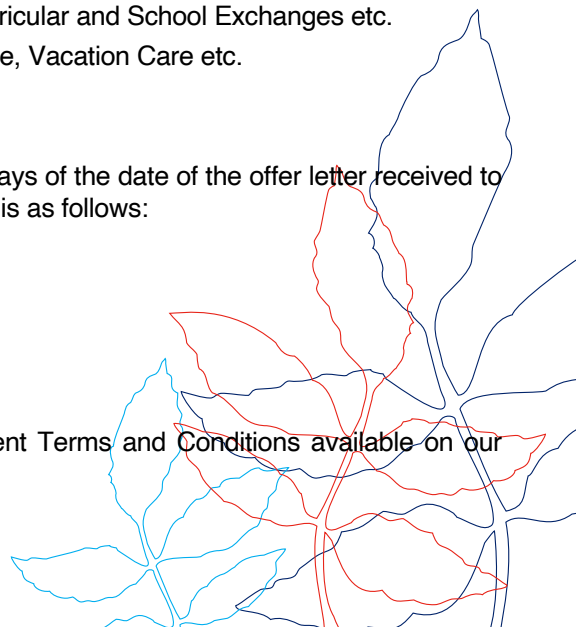 ricular and School Exchanges etc.
e, Vacation Care etc.
ays of the date of the offer letter received to
is as follows:
ent Terms and Conditions available on our